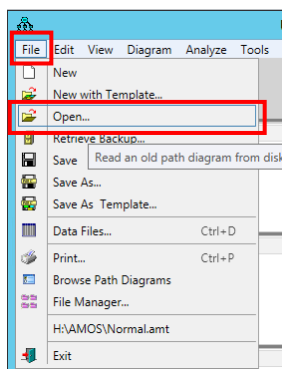 File Edit View Diagram Analyze Tools
New
New with Template...
Open...
Retrieve Backup...
Save
Read an old path diagram from disk
Save As...
Save As Template...
Data Files... Ctrl+D
Print... Ctrl+P
Browse Path Diagrams
File Manager...
H:\AMOS\Normal.amt
Exit